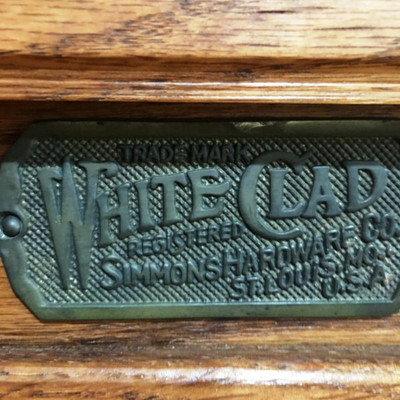 TRADE MARK
WHITE CLAD
REGISTERED
SIMMONS HARDWARE CO.
ST. LOUIS, MO.
U.S.A.